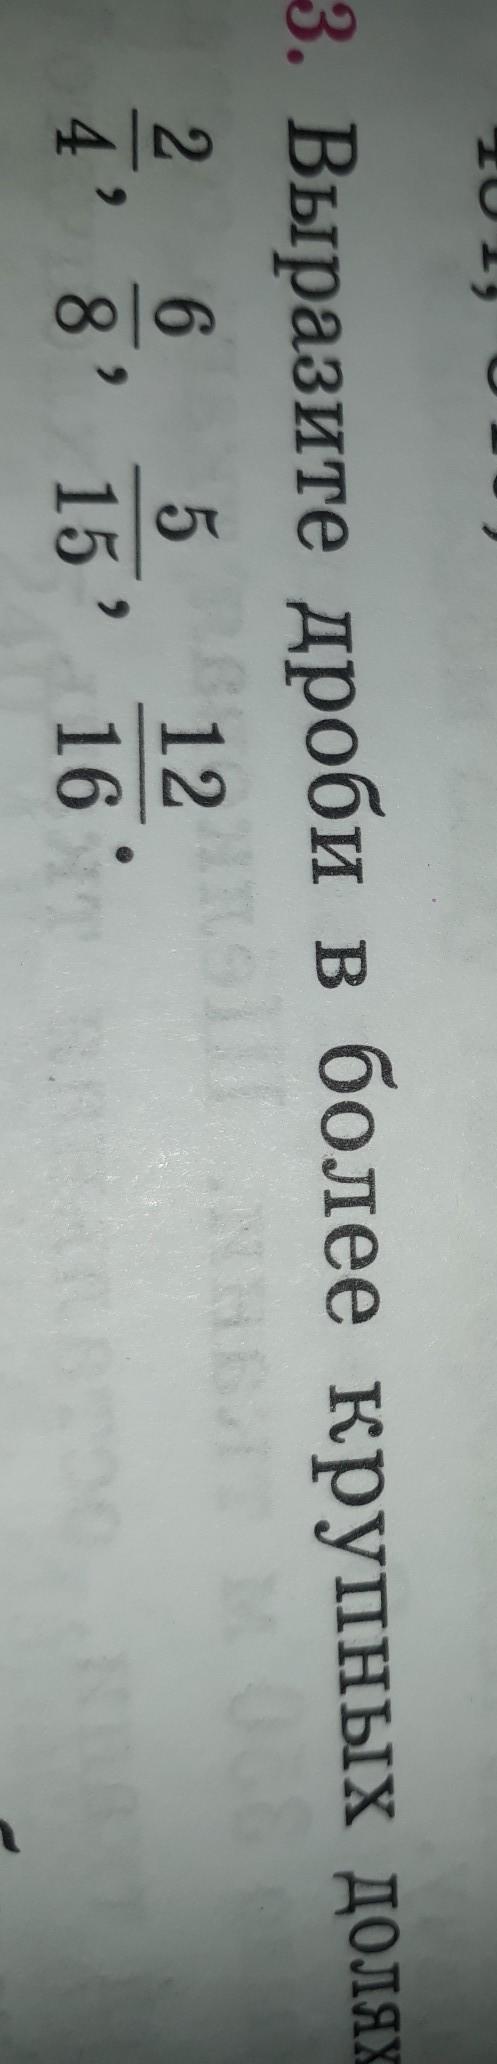 3. Выразите дроби в более крупных долях
2/4, 6/8, 5/15, 12/16.